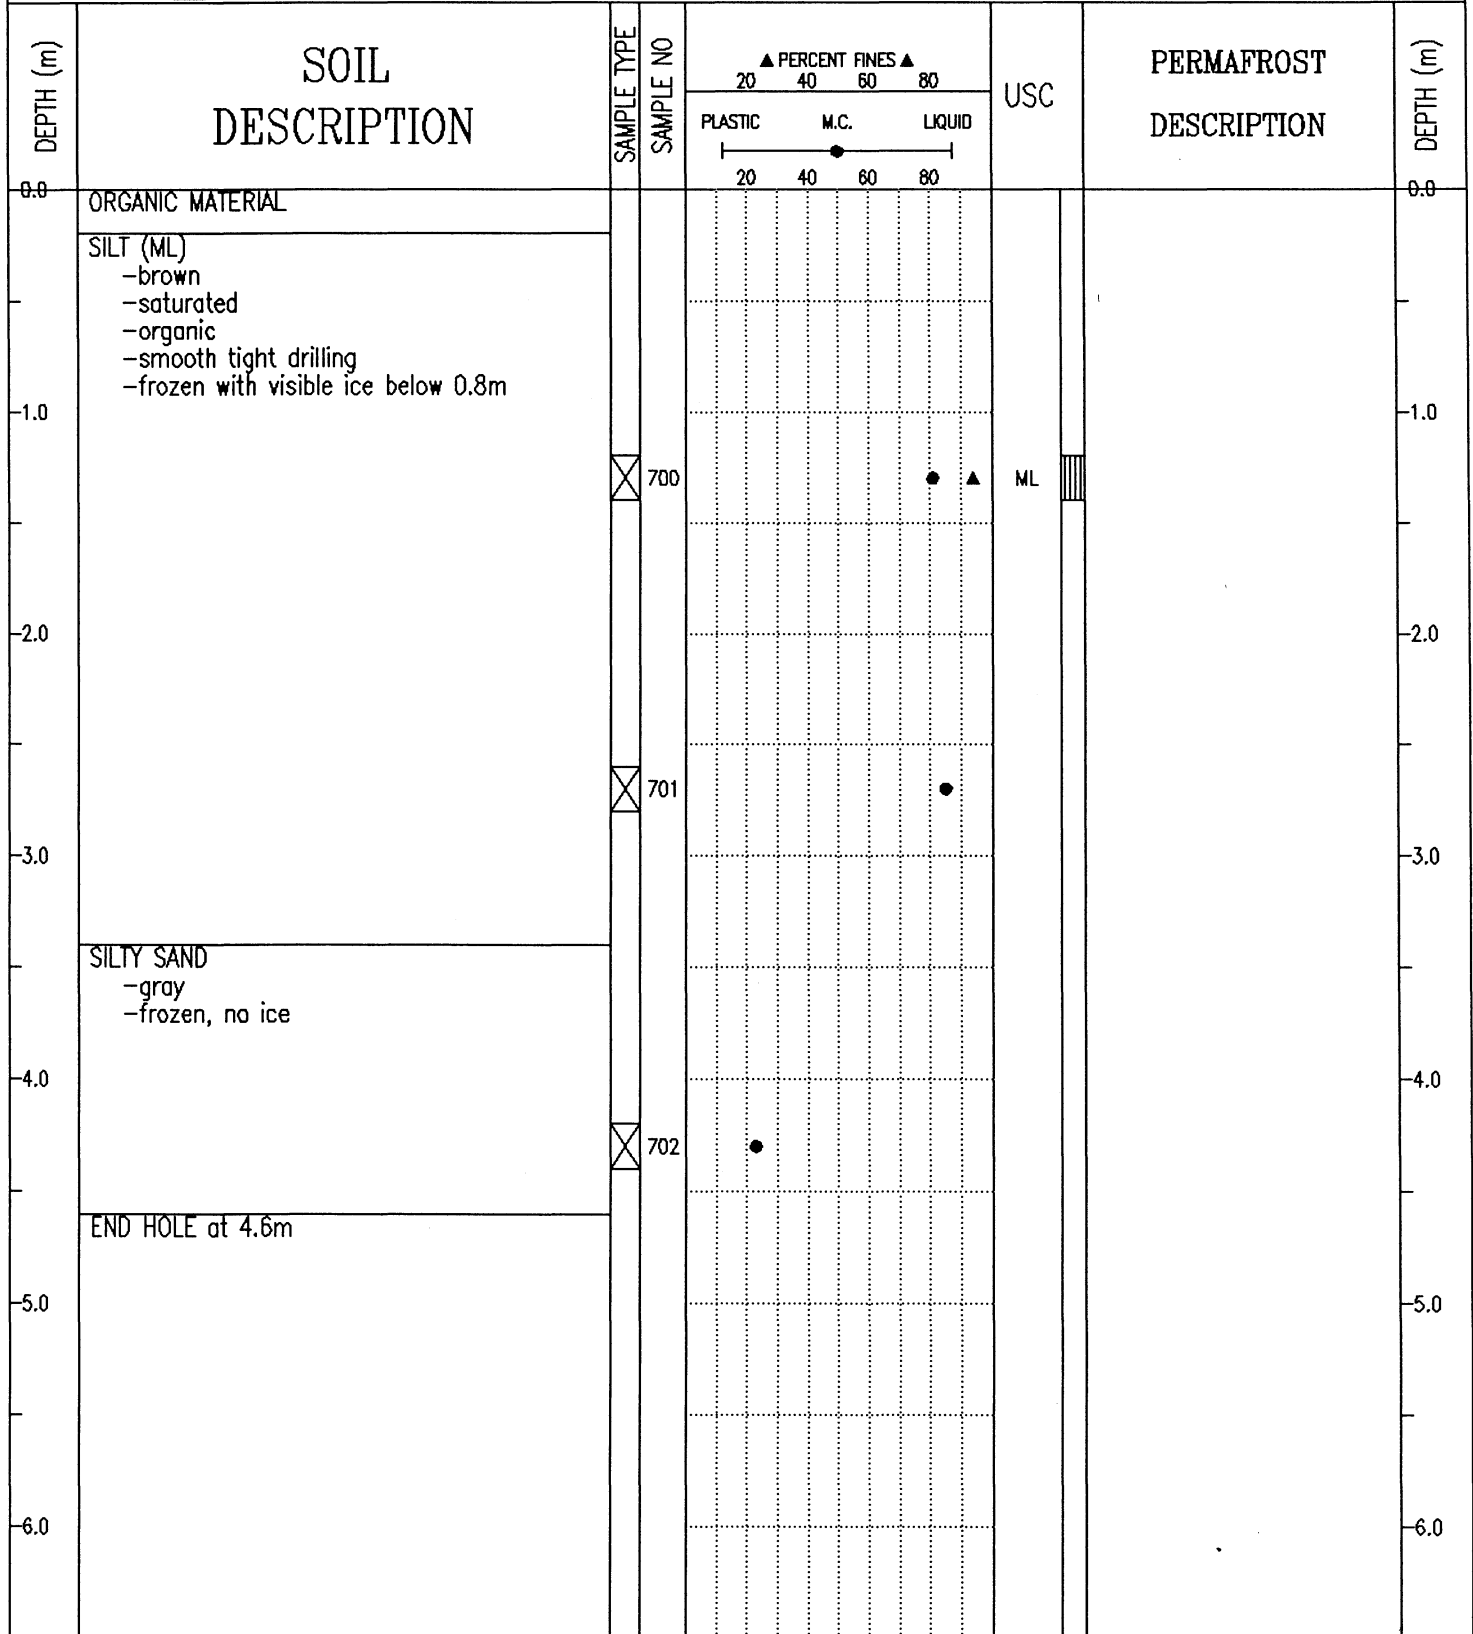 DEPTH (m)
SOIL
DESCRIPTION
SAMPLE TYPE
SAMPLE NO
▲ PERCENT FINES ▲
20 40 60 80
PLASTIC M.C. LIQUID
20 40 60 80
USC
PERMAFROST
DESCRIPTION
DEPTH (m)
0.0
ORGANIC MATERIAL
0.0
SILT (ML)
-brown
-saturated
-organic
-smooth tight drilling
-frozen with visible ice below 0.8m
1.0
1.0
700
ML
2.0
2.0
701
3.0
3.0
SILTY SAND
-gray
-frozen, no ice
4.0
4.0
702
END HOLE at 4.6m
5.0
5.0
6.0
6.0